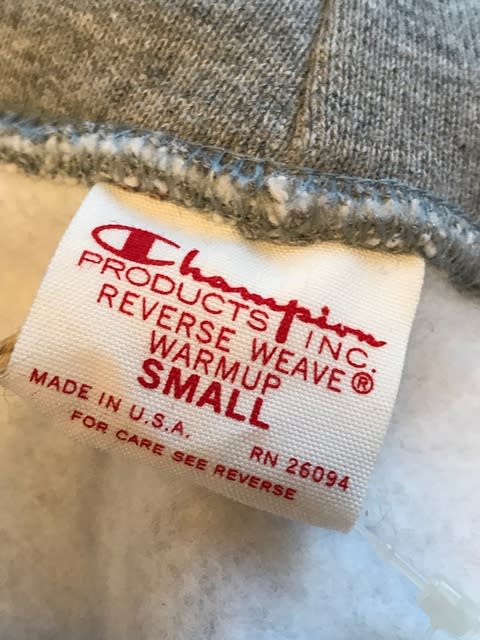 Champion
PRODUCTS INC.
REVERSE WEAVE®
WARMUP
SMALL
MADE IN U.S.A.
RN 26094
FOR CARE SEE REVERSE